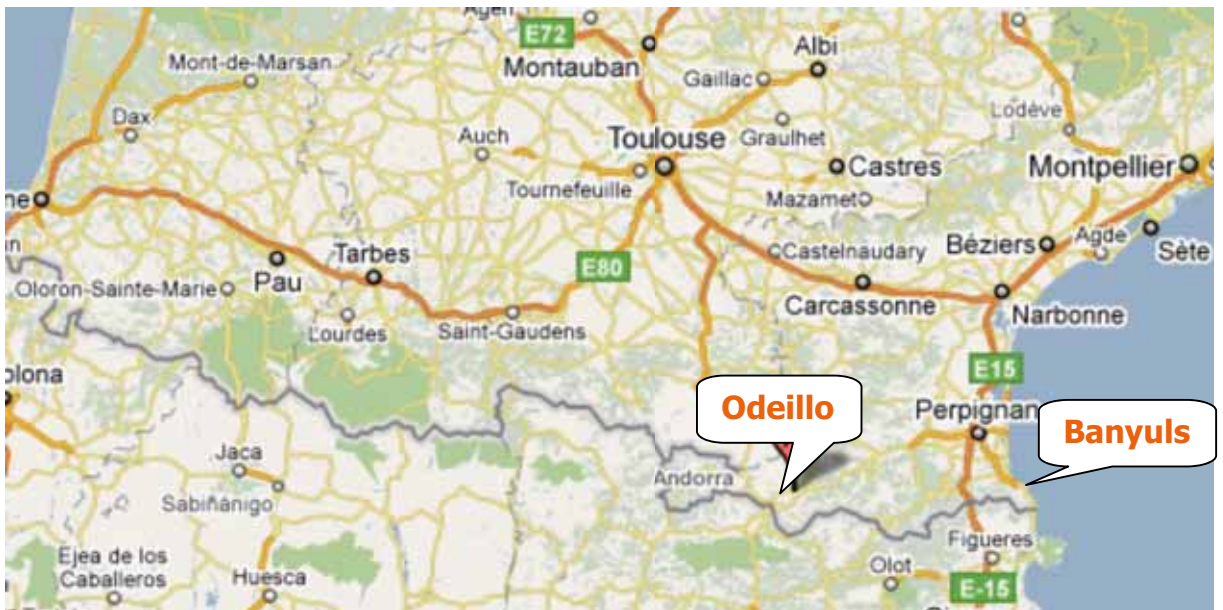 Agen
E72
Albi
Mont-de-Marsan
Montauban
Gaillac
Dax
Lodève
Auch
Toulouse
Graulhet
Montpellier
Castres
Tournefeuille
Mazamet
ne
Castelnaudary
Béziers
Agde
Sète
Tarbes
E80
Pau
Oloron-Sainte-Marie
Carcassonne
Narbonne
Lourdes
Saint-Gaudens
E15
olona
Odeillo
Perpignan
Banyuls
Jaca
Andorra
Sabiñánigo
Figueres
Ejea de los
Caballeros
Huesca
Olot
E-15